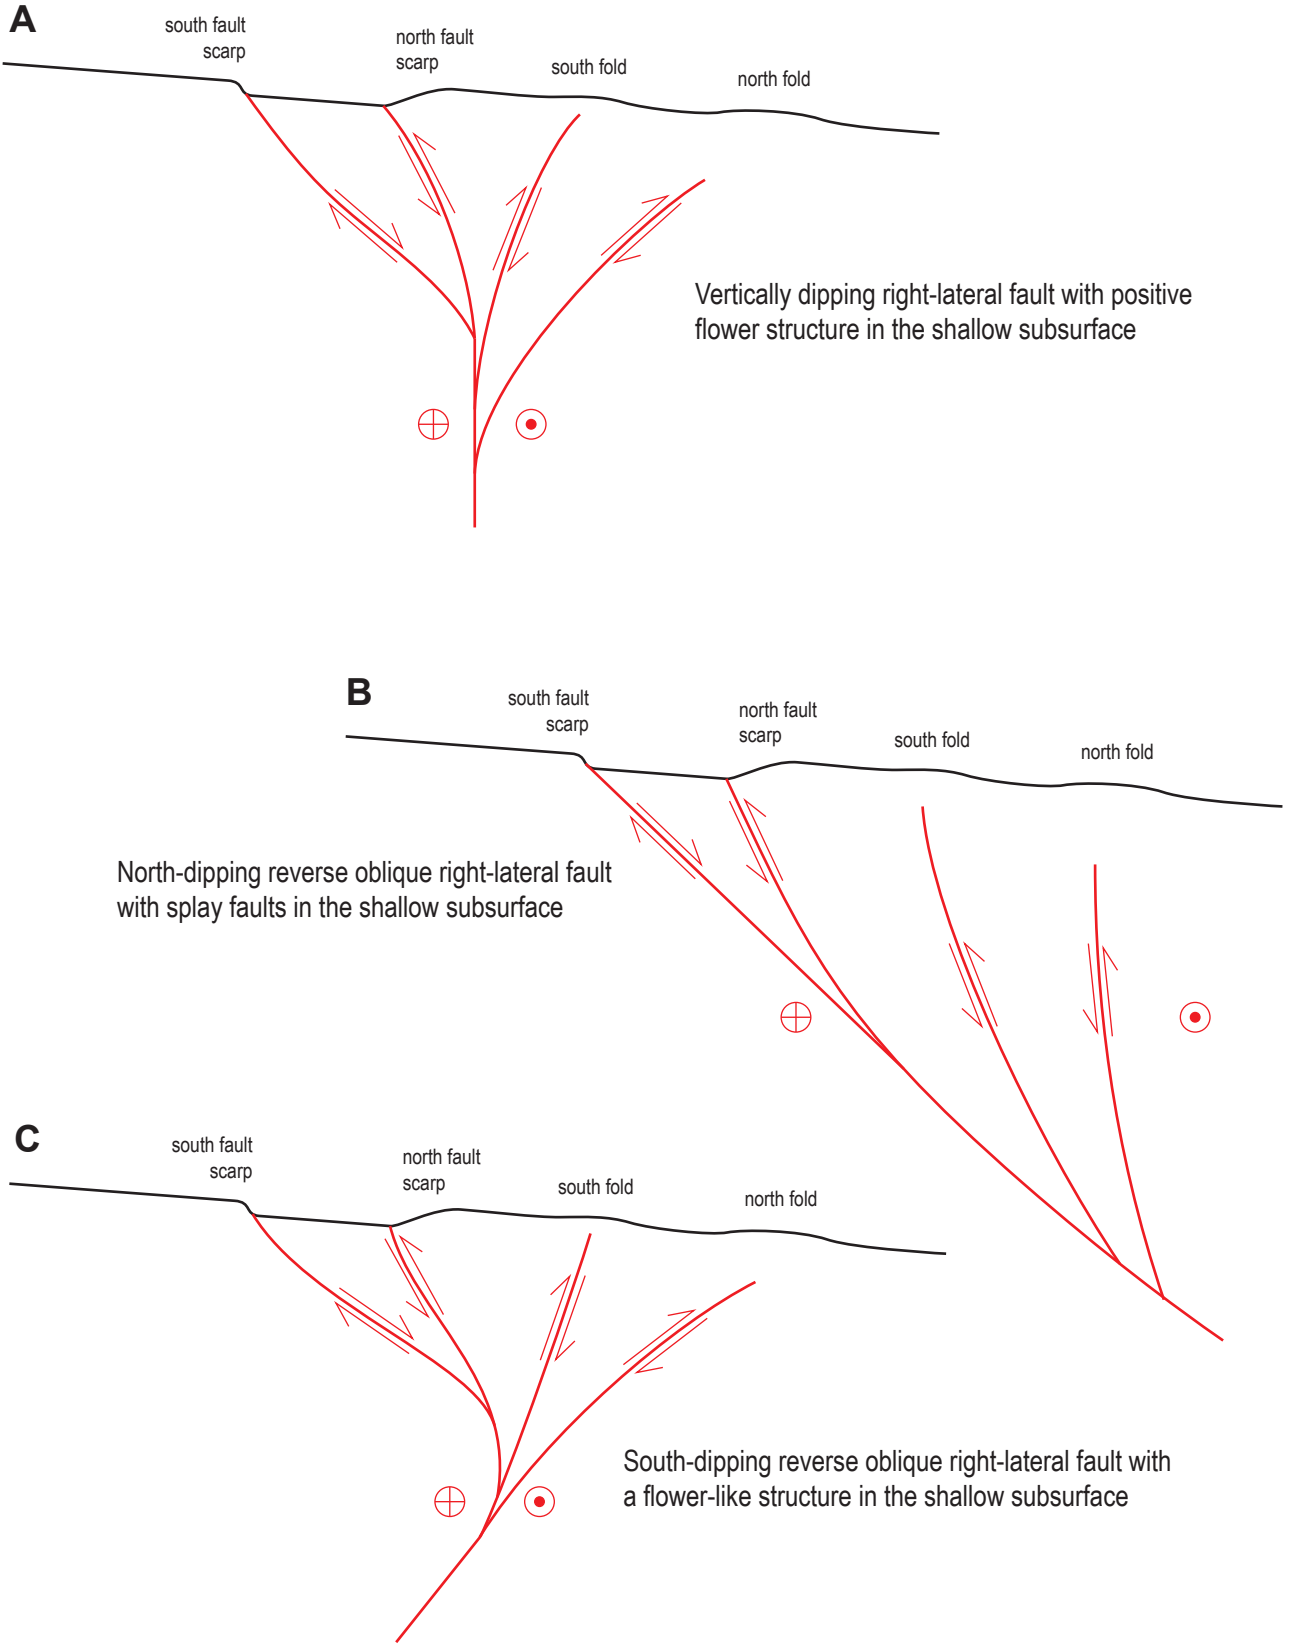 A
south fault
scarp
north fault
scarp
south fold
north fold
Vertically dipping right-lateral fault with positive
flower structure in the shallow subsurface
B
south fault
scarp
north fault
scarp
south fold
north fold
North-dipping reverse oblique right-lateral fault
with splay faults in the shallow subsurface
C
south fault
scarp
north fault
scarp
south fold
north fold
South-dipping reverse oblique right-lateral fault with
a flower-like structure in the shallow subsurface